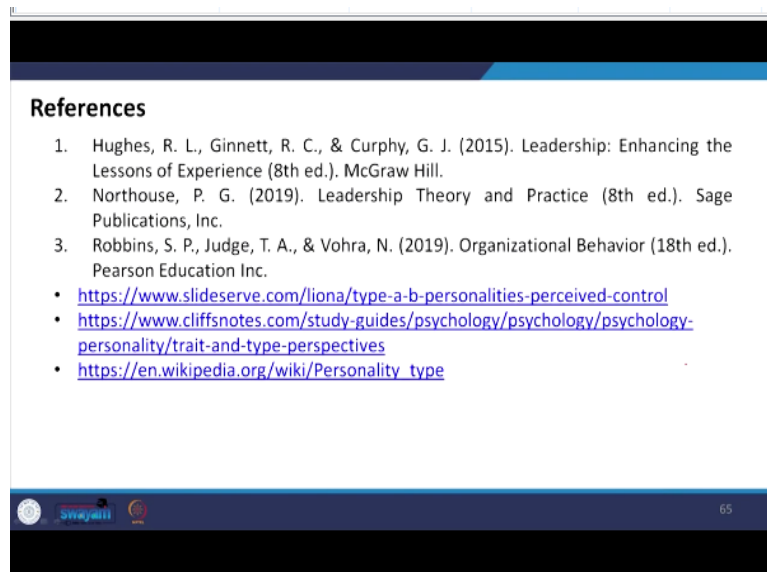 References
1. Hughes, R. L., Ginnett, R. C., & Curphy, G. J. (2015). Leadership: Enhancing the
Lessons of Experience (8th ed.). McGraw Hill.
2. Northouse, P. G. (2019). Leadership Theory and Practice (8th ed.). Sage
Publications, Inc.
3. Robbins, S. P., Judge, T. A., & Vohra, N. (2019). Organizational Behavior (18th ed.).
Pearson Education Inc.
• https://www.slideserve.com/liona/type-a-b-personalities-perceived-control
• https://www.cliffsnotes.com/study-guides/psychology/psychology/psychology-
personality/trait-and-type-perspectives
• https://en.wikipedia.org/wiki/Personality_type
swayam
65